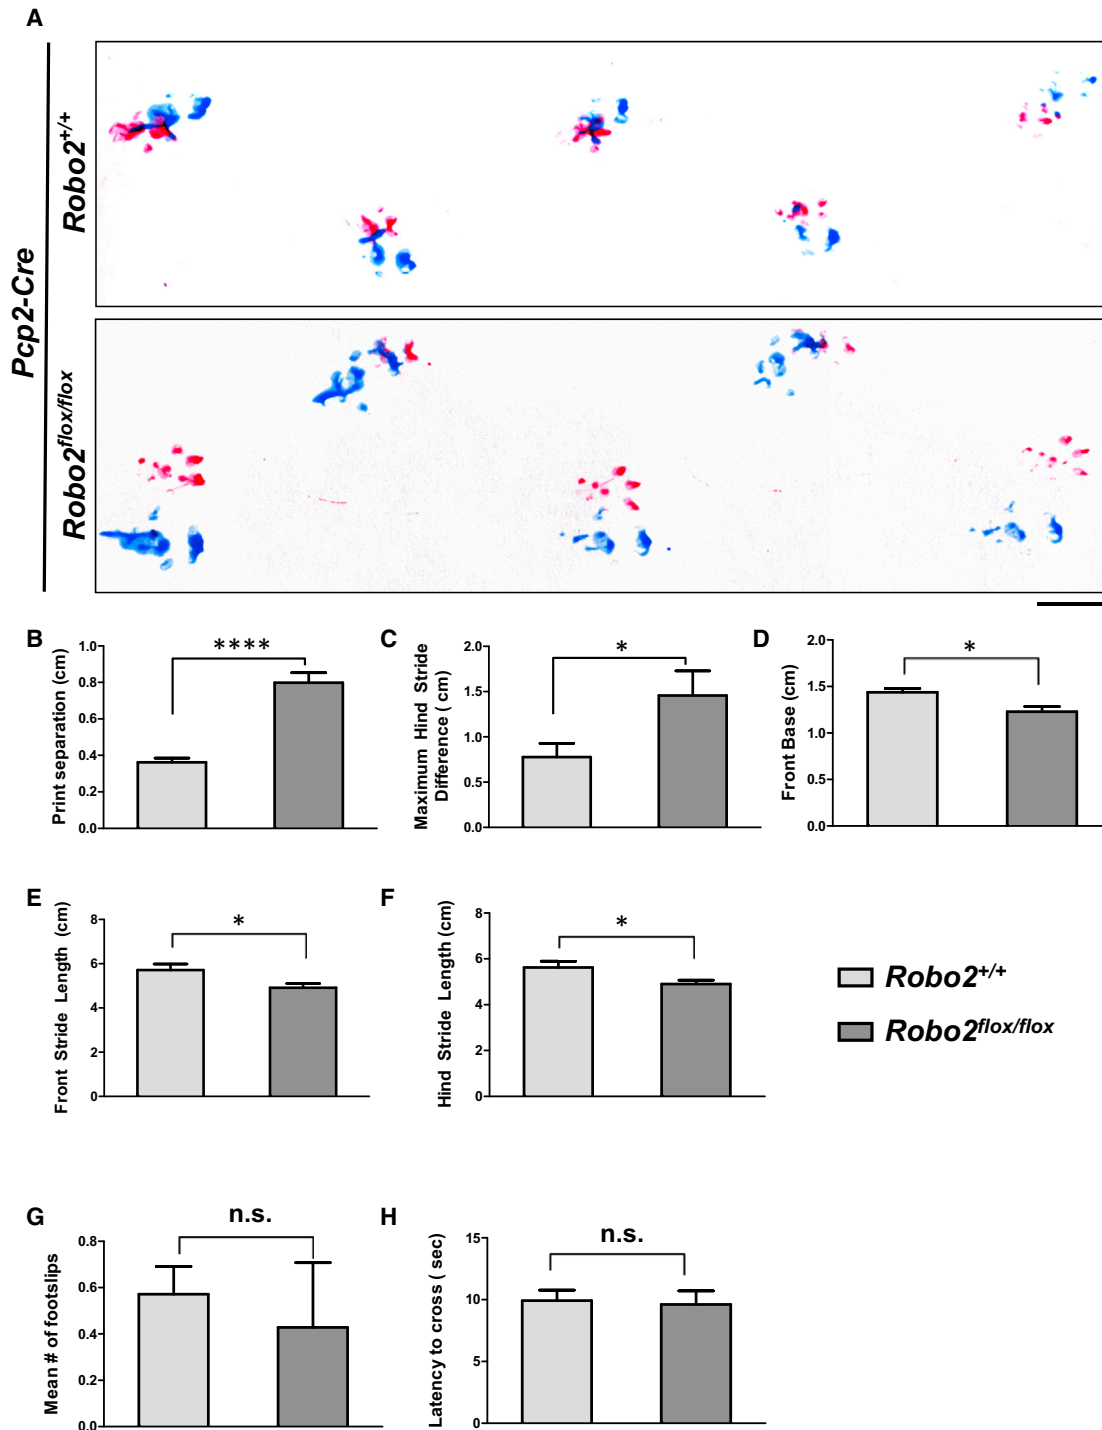 A
Pcp2-Cre
Robo2+/+
Robo2flox/flox
B
Print separation (cm)
1.0
0.8
0.6
0.4
0.2
0.0
****
C
Maximum Hind Stride
Difference ( cm)
2.0
1.5
1.0
0.5
0.0
*
D
Front Base (cm)
2.0
1.5
1.0
0.5
0.0
*
E
Front Stride Length (cm)
8
6
4
2
0
*
F
Hind Stride Length (cm)
8
6
4
2
0
*
Robo2+/+
Robo2flox/flox
G
Mean # of footslips
0.8
0.6
0.4
0.2
0.0
n.s.
H
Latency to cross ( sec)
15
10
5
0
n.s.